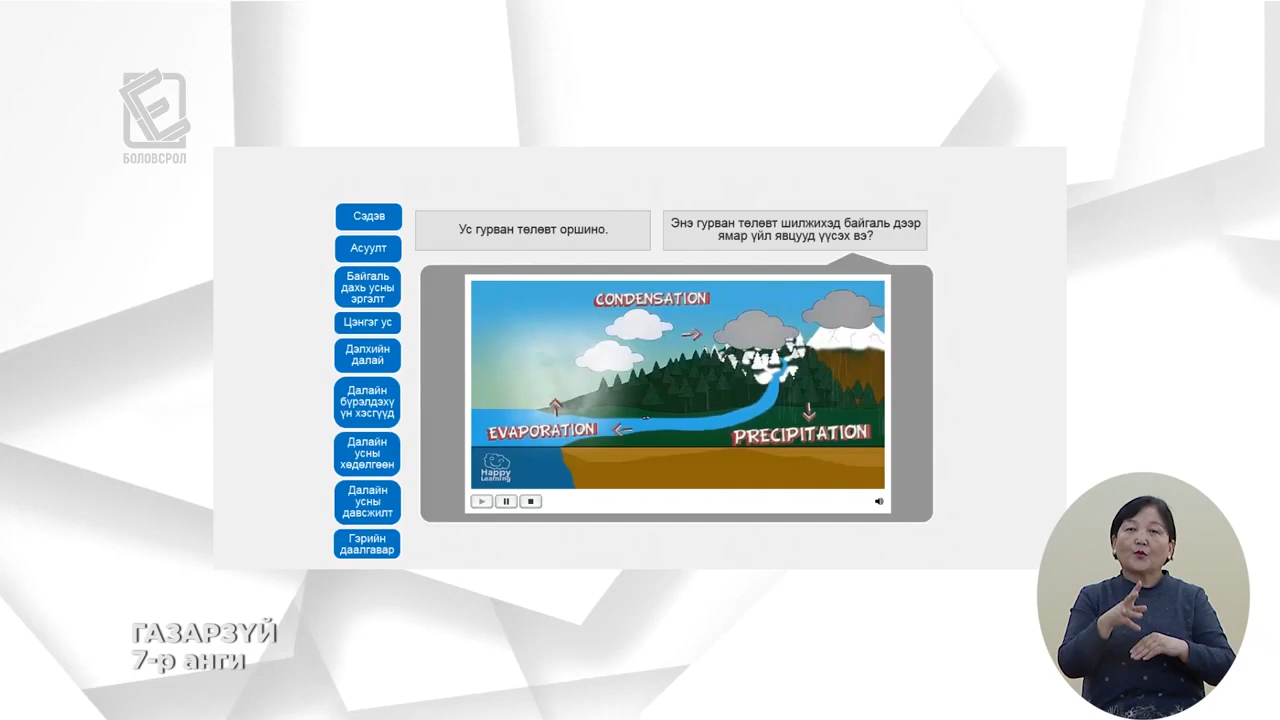 БОЛОВСРОЛ
Сэдэв
Асуулт
Байгаль
дахь усны
эргэлт
Цэнгэг ус
Дэлхийн
далай
Далайн
бүрэлдэхү
үн хэсгүүд
Далайн
усны
хөдөлгөөн
Далайн
усны
давсжилт
Гэрийн
даалгавар
Ус гурван төлөвт оршино.
Энэ гурван төлөвт шилжихэд байгаль дээр
ямар үйл явцууд үүсэх вэ?
CONDENSATION
EVAPORATION
PRECIPITATION
Happy
Learning
ГАЗАРЗҮЙ
7-р анги